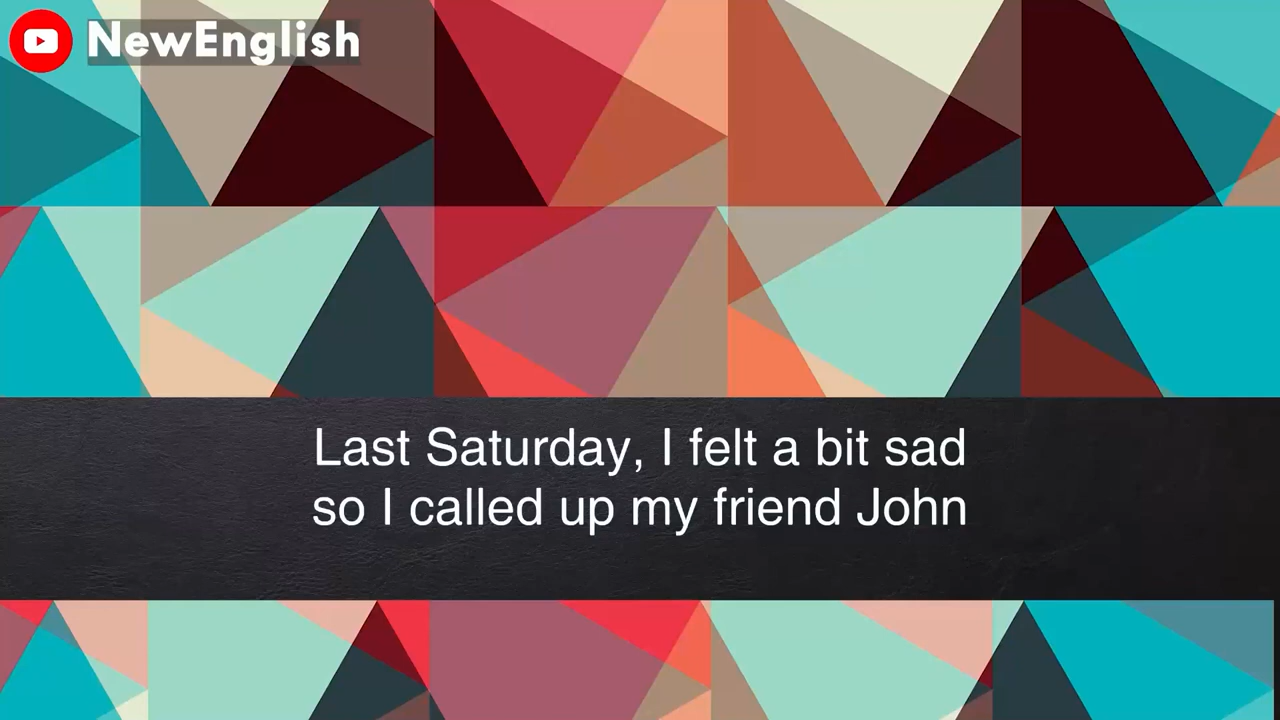 NewEnglish
Last Saturday, I felt a bit sad
so I called up my friend John